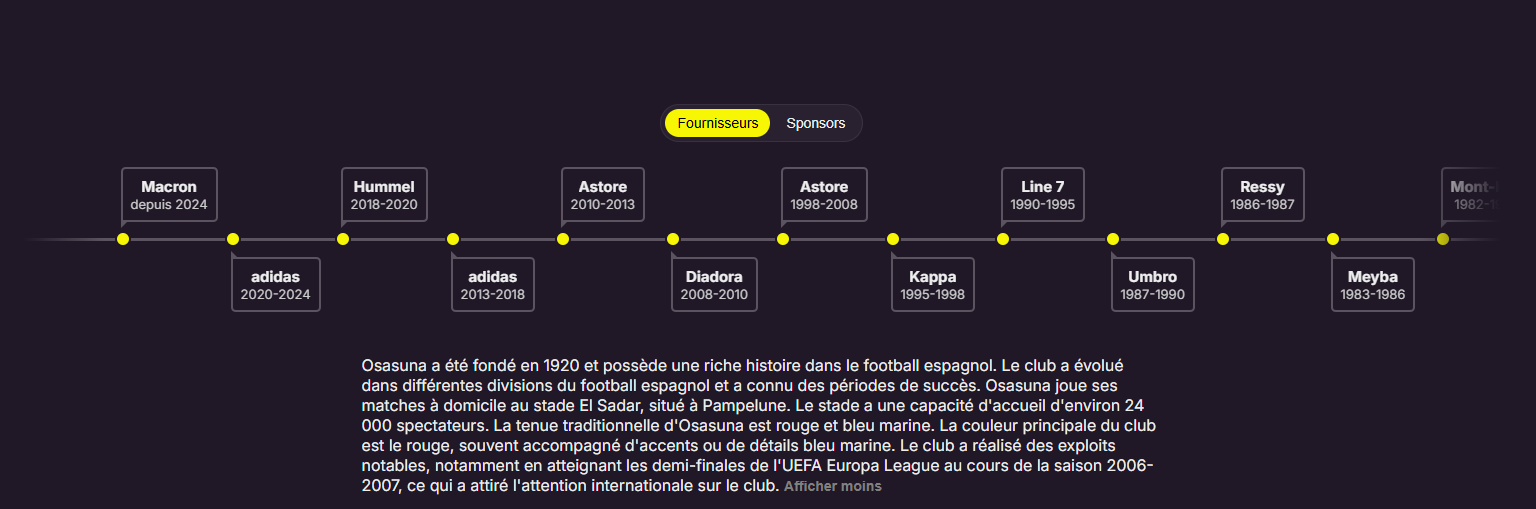 Fournisseurs
Sponsors
Macron
depuis 2024
Hummel
2018-2020
Astore
2010-2013
Astore
1998-2008
Line 7
1990-1995
Ressy
1986-1987
adidas
2020-2024
adidas
2013-2018
Diadora
2008-2010
Kappa
1995-1998
Umbro
1987-1990
Meyba
1983-1986
Osasuna a été fondé en 1920 et possède une riche histoire dans le football espagnol. Le club a évolué
dans différentes divisions du football espagnol et a connu des périodes de succès. Osasuna joue ses
matches à domicile au stade El Sadar, situé à Pampelune. Le stade a une capacité d'accueil d'environ 24
000 spectateurs. La tenue traditionnelle d'Osasuna est rouge et bleu marine. La couleur principale du club
est le rouge, souvent accompagné d'accents ou de détails bleu marine. Le club a réalisé des exploits
notables, notamment en atteignant les demi-finales de l'UEFA Europa League au cours de la saison 2006-
2007, ce qui a attiré l'attention internationale sur le club. Afficher moins